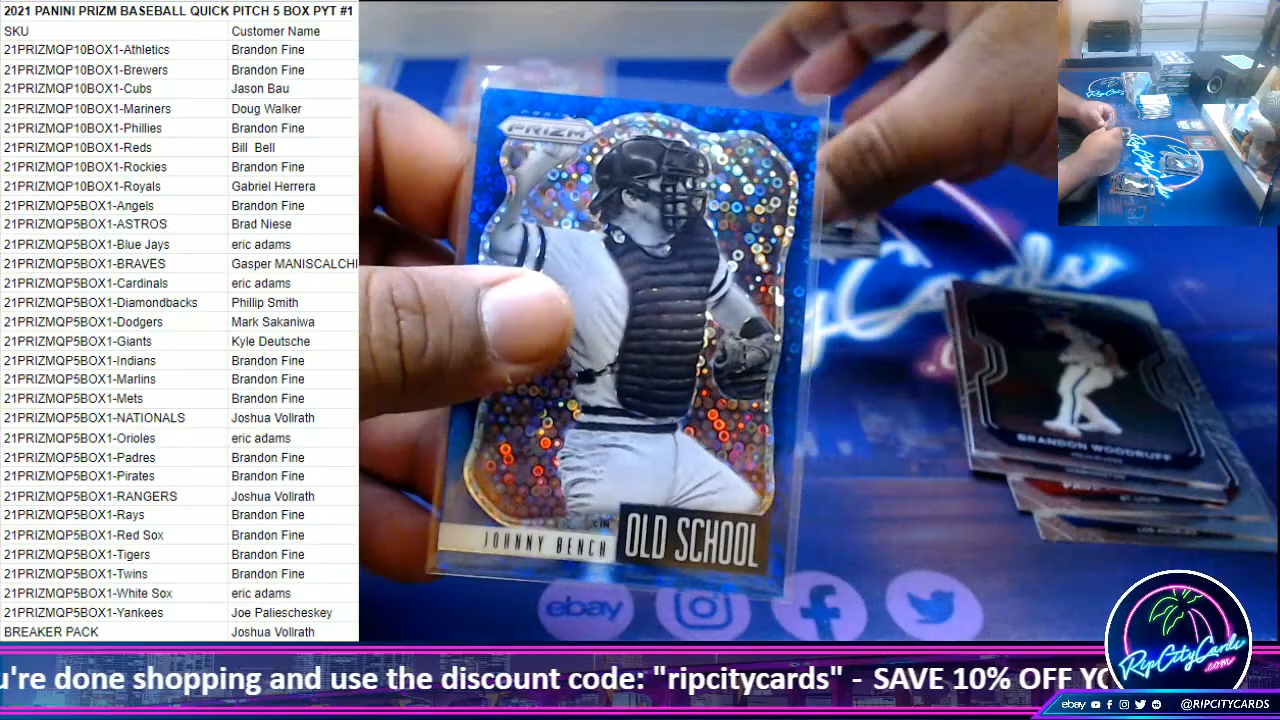 2021 PANINI PRIZM BASEBALL QUICK PITCH 5 BOX PYT #1
SKU Customer Name
21PRIZMQP10BOX1-Athletics Brandon Fine
21PRIZMQP10BOX1-Brewers Brandon Fine
21PRIZMQP10BOX1-Cubs Jason Bau
21PRIZMQP10BOX1-Mariners Doug Walker
21PRIZMQP10BOX1-Phillies Brandon Fine
21PRIZMQP10BOX1-Reds Bill Bell
21PRIZMQP10BOX1-Rockies Brandon Fine
21PRIZMQP10BOX1-Royals Gabriel Herrera
21PRIZMQP5BOX1-Angels Brandon Fine
21PRIZMQP5BOX1-ASTROS Brad Niese
21PRIZMQP5BOX1-Blue Jays eric adams
21PRIZMQP5BOX1-BRAVES Gasper MANISCALCHI
21PRIZMQP5BOX1-Cardinals eric adams
21PRIZMQP5BOX1-Diamondbacks Phillip Smith
21PRIZMQP5BOX1-Dodgers Mark Sakaniwa
21PRIZMQP5BOX1-Giants Kyle Deutsche
21PRIZMQP5BOX1-Indians Brandon Fine
21PRIZMQP5BOX1-Marlins Brandon Fine
21PRIZMQP5BOX1-Mets Brandon Fine
21PRIZMQP5BOX1-NATIONALS Joshua Vollrath
21PRIZMQP5BOX1-Orioles eric adams
21PRIZMQP5BOX1-Padres Brandon Fine
21PRIZMQP5BOX1-Pirates Brandon Fine
21PRIZMQP5BOX1-RANGERS Joshua Vollrath
21PRIZMQP5BOX1-Rays Brandon Fine
21PRIZMQP5BOX1-Red Sox Brandon Fine
21PRIZMQP5BOX1-Tigers Brandon Fine
21PRIZMQP5BOX1-Twins Brandon Fine
21PRIZMQP5BOX1-White Sox eric adams
21PRIZMQP5BOX1-Yankees Joe Paliescheskey
BREAKER PACK Joshua Vollrath
PRIZM
CIN
JOHNNY BENCH OLD SCHOOL
BRANDON WOODRUFF
ebay
u're done shopping and use the discount code: "ripcitycards" - SAVE 10% OFF YO
RipCityCards
.com
ebay @RIPCITYCARDS